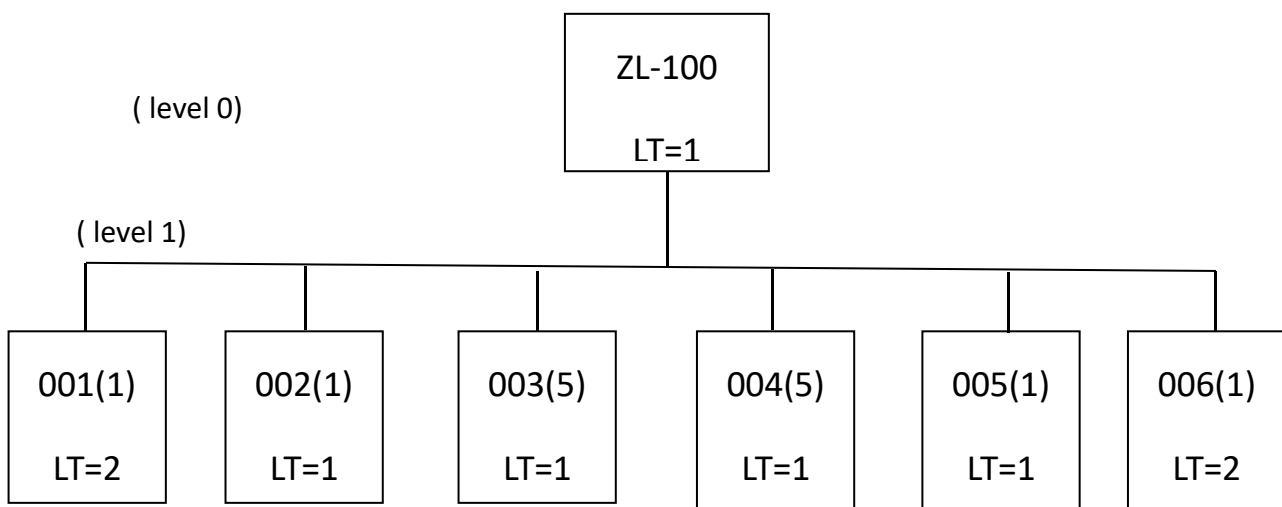 ZL-100
( level 0)
LT=1
( level 1)
001(1) 002(1) 003(5) 004(5) 005(1) 006(1)
LT=2 LT=1 LT=1 LT=1 LT=1 LT=2